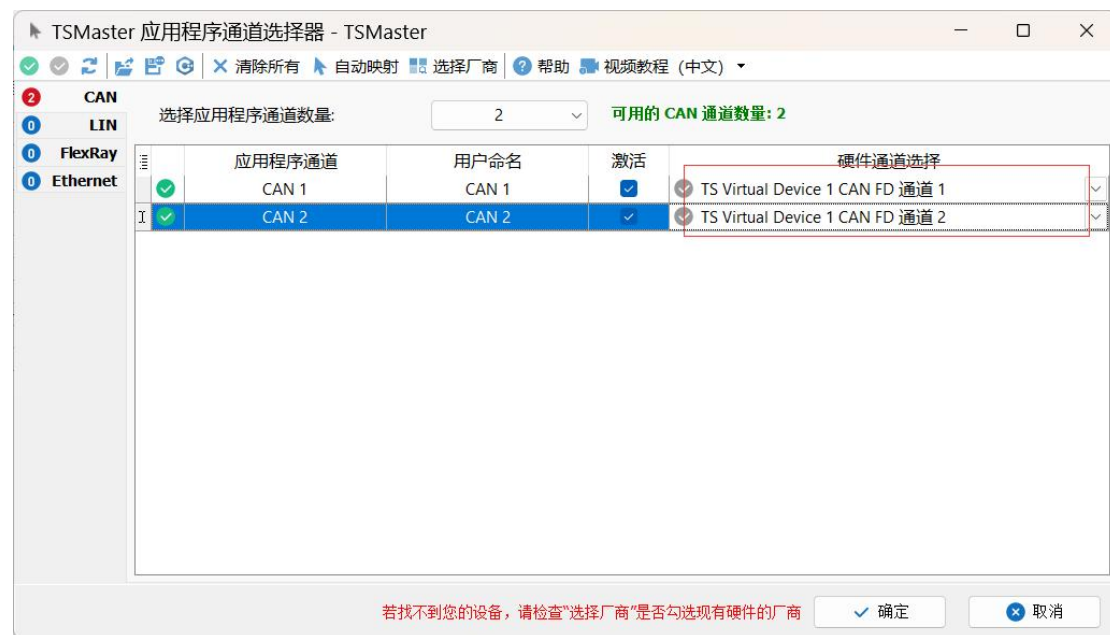 TSMaster 应用程序通道选择器 - TSMaster
清除所有 自动映射 选择厂商 帮助 视频教程 (中文)
2 CAN
0 LIN
0 FlexRay
0 Ethernet
选择应用程序通道数量: 2 可用的 CAN 通道数量: 2
应用程序通道 用户命名 激活 硬件通道选择
CAN 1 CAN 1 TS Virtual Device 1 CAN FD 通道 1
CAN 2 CAN 2 TS Virtual Device 1 CAN FD 通道 2
若找不到您的设备，请检查"选择厂商"是否勾选现有硬件的厂商 确定 取消